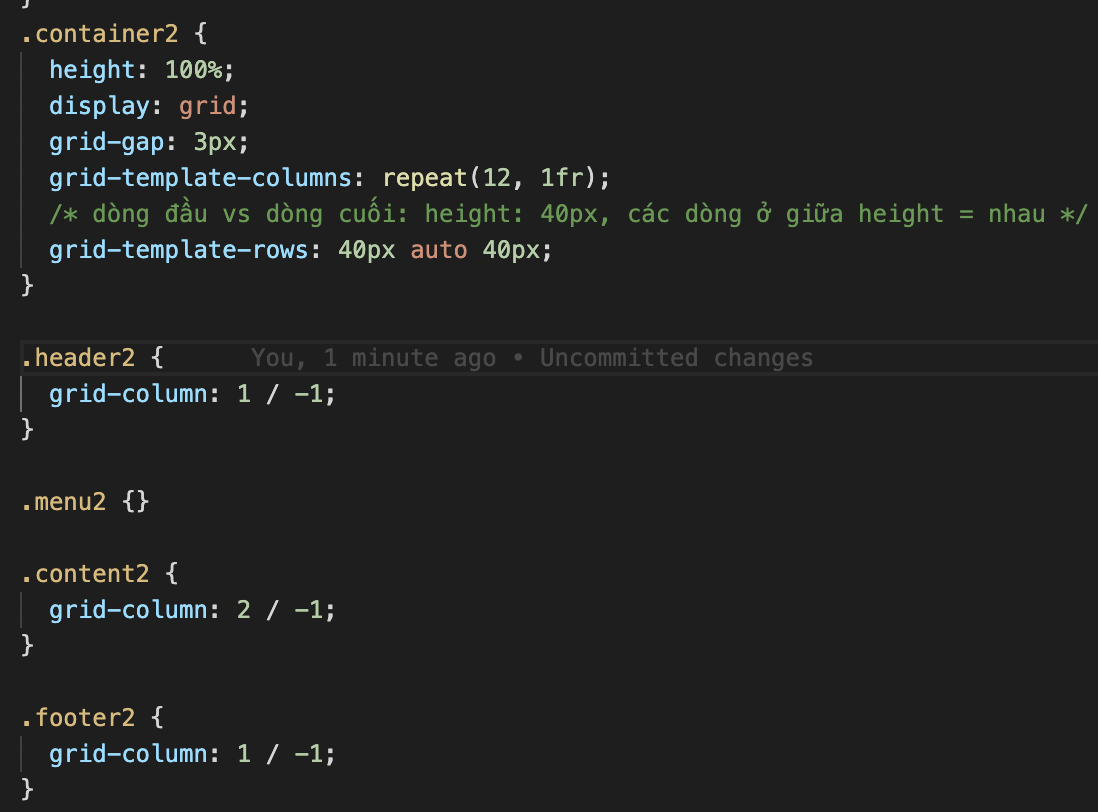 }
.container2 {
  height: 100%;
  display: grid;
  grid-gap: 3px;
  grid-template-columns: repeat(12, 1fr);
  /* dòng đầu vs dòng cuối: height: 40px, các dòng ở giữa height = nhau */
  grid-template-rows: 40px auto 40px;
}

.header2 {      You, 1 minute ago • Uncommitted changes
  grid-column: 1 / -1;
}

.menu2 {}

.content2 {
  grid-column: 2 / -1;
}

.footer2 {
  grid-column: 1 / -1;
}